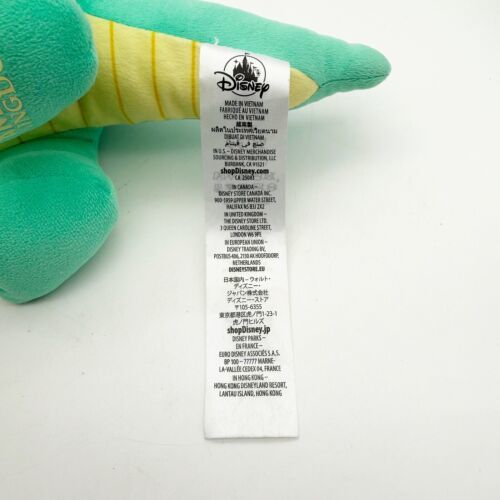 Disney
MADE IN VIETNAM
FABRIQUÉ AU VIETNAM
HECHO EN VIETNAM
越南製
ผลิตในประเทศเวียดนาม
DIBUAT DI VIETNAM
صنع في فيتنام
IN U.S. – DISNEY MERCHANDISE
SOURCING & DISTRIBUTION, LLC
BURBANK, CA 91521
shopDisney.com
CA 25083
IN CANADA –
DISNEY STORE CANADA INC.
900-1959 UPPER WATER STREET,
HALIFAX NS B3J 2X2
IN UNITED KINGDOM –
THE DISNEY STORE LTD.
3 QUEEN CAROLINE STREET,
LONDON W6 9PE
IN EUROPEAN UNION –
DISNEY TRADING BV,
POSTBUS 406, 2130 AK HOOFDDORP,
NETHERLANDS
DISNEYSTORE.EU
日本国内 – ウォルト・
ディズニー・
ジャパン株式会社
ディズニー・ストア
〒105-6355
東京都港区虎ノ門1-23-1
虎ノ門ヒルズ
shopDisney.jp
DISNEY PARKS –
EN FRANCE –
EURO DISNEY ASSOCIÉS S.A.S.
BP 100 – 77777 MARNE-
LA-VALLÉE CEDEX 04
IN HONG KONG –
HONG KONG DISNEYLAND RESORT,
LANTAU ISLAND, HONG KONG